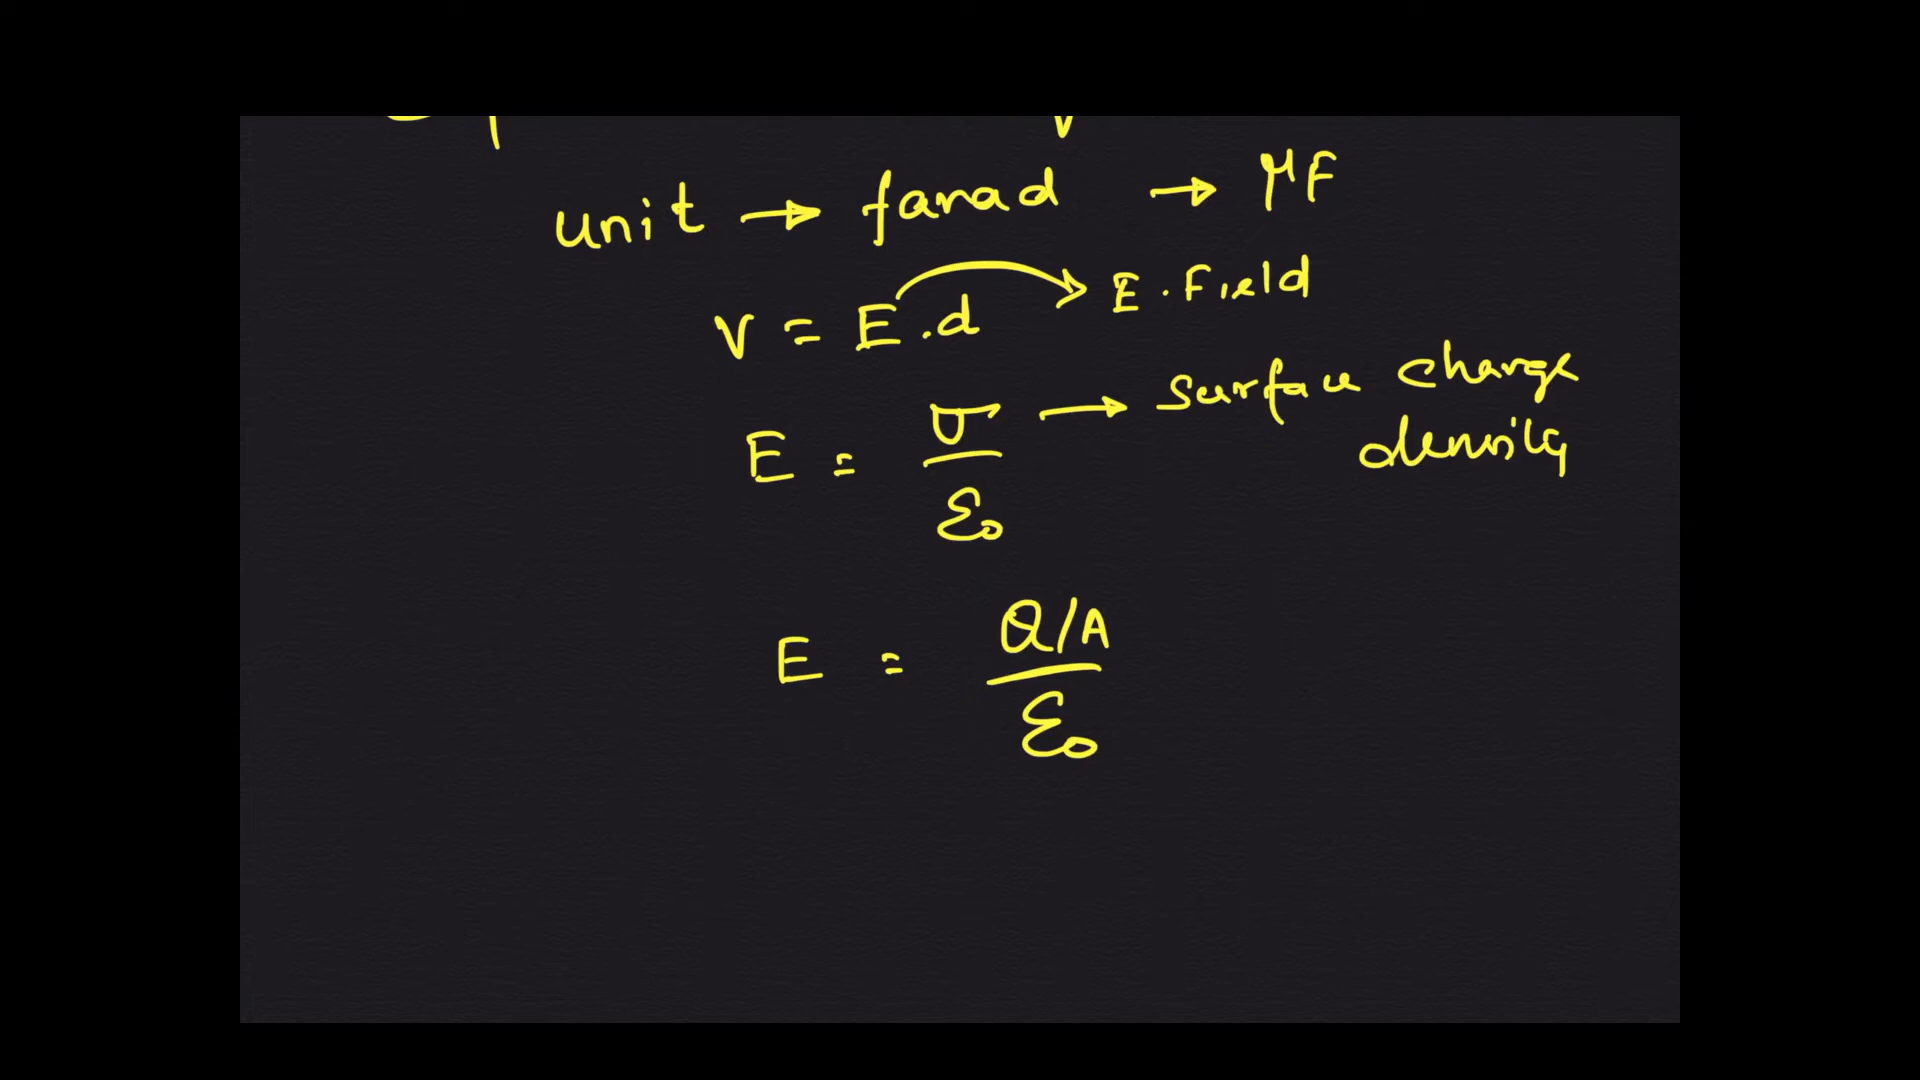 unit → farad → μF
V = E.d → E.Field
E = σ/ε₀ → Surface charge
density
E = Q/A / ε₀